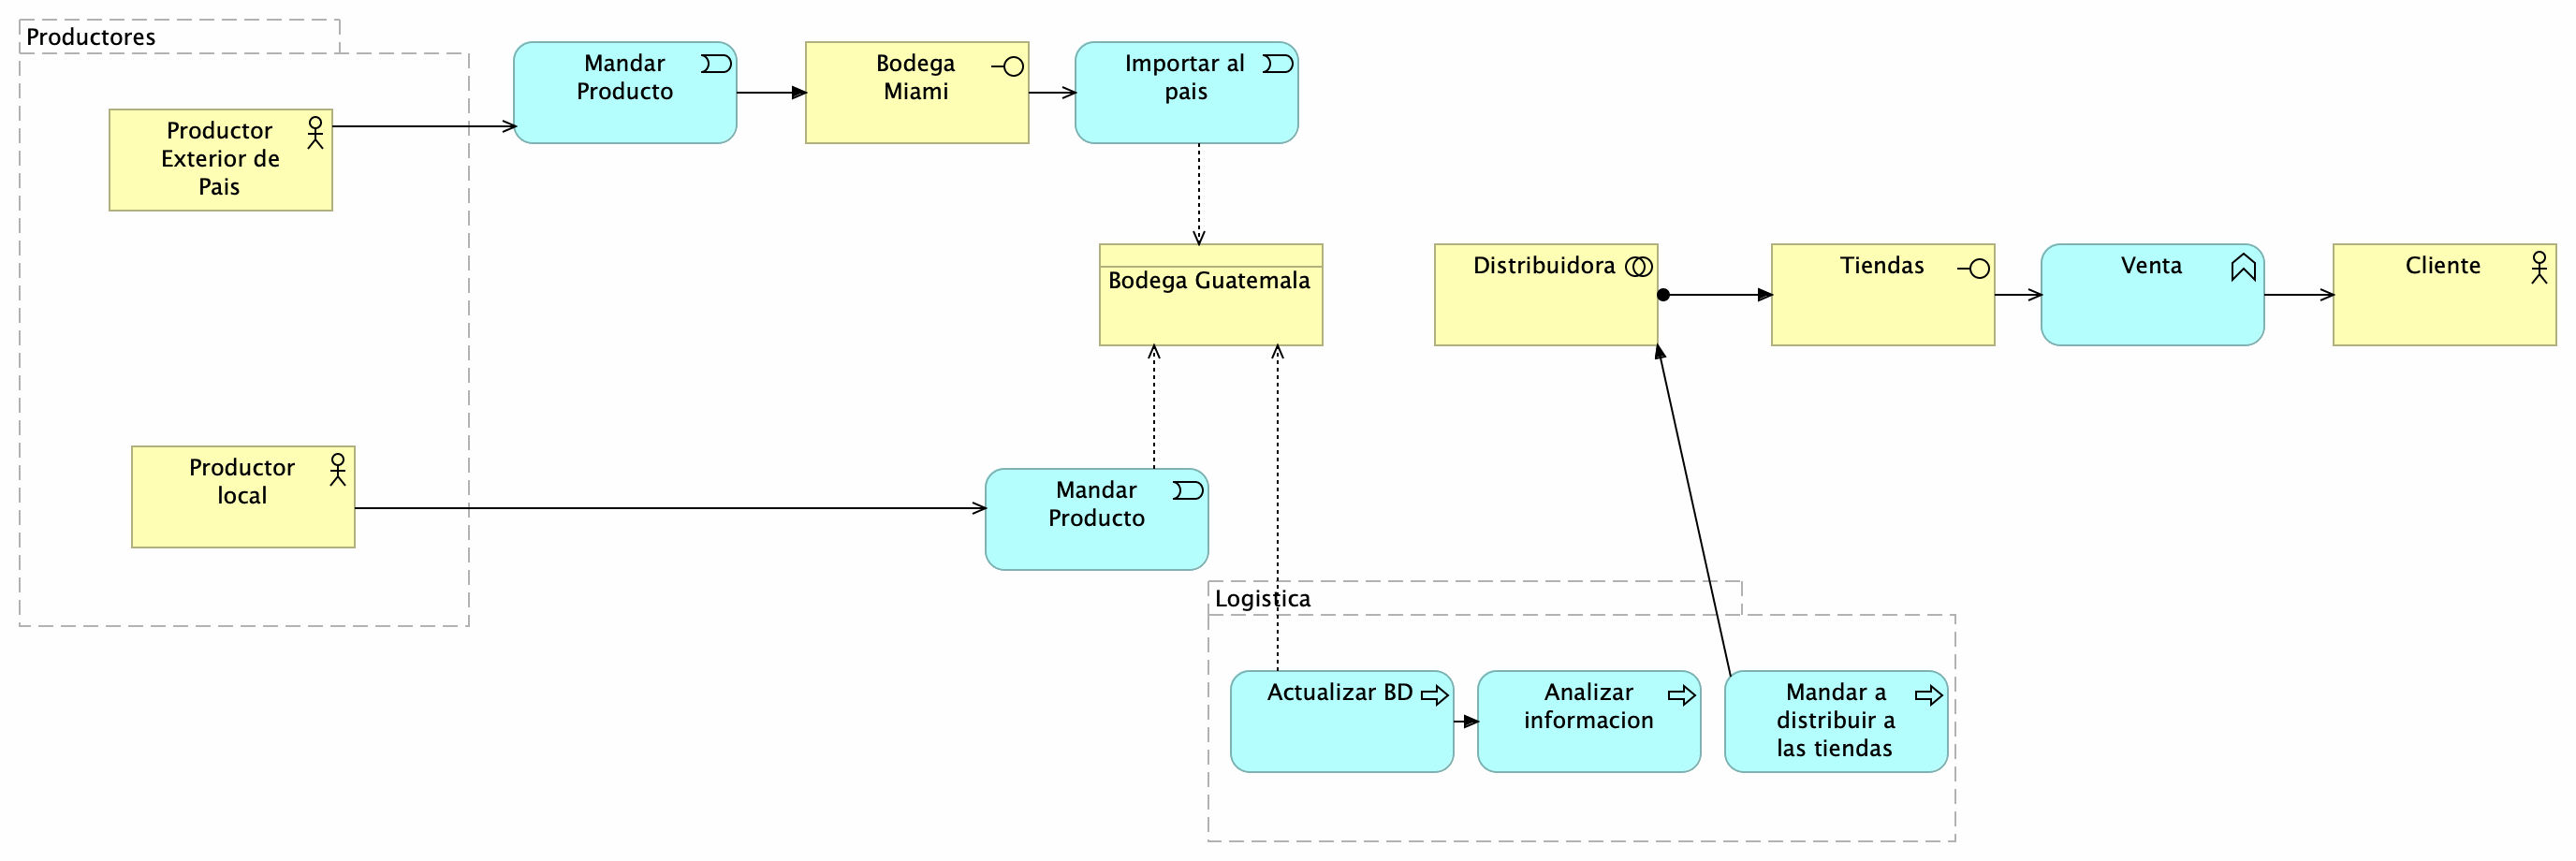 Productores
Productor
Exterior de
Pais
Mandar
Producto
Bodega
Miami
Importar al
pais
Bodega Guatemala
Distribuidora
Tiendas
Venta
Cliente
Productor
local
Mandar
Producto
Logistica
Actualizar BD
Analizar
informacion
Mandar a
distribuir a
las tiendas